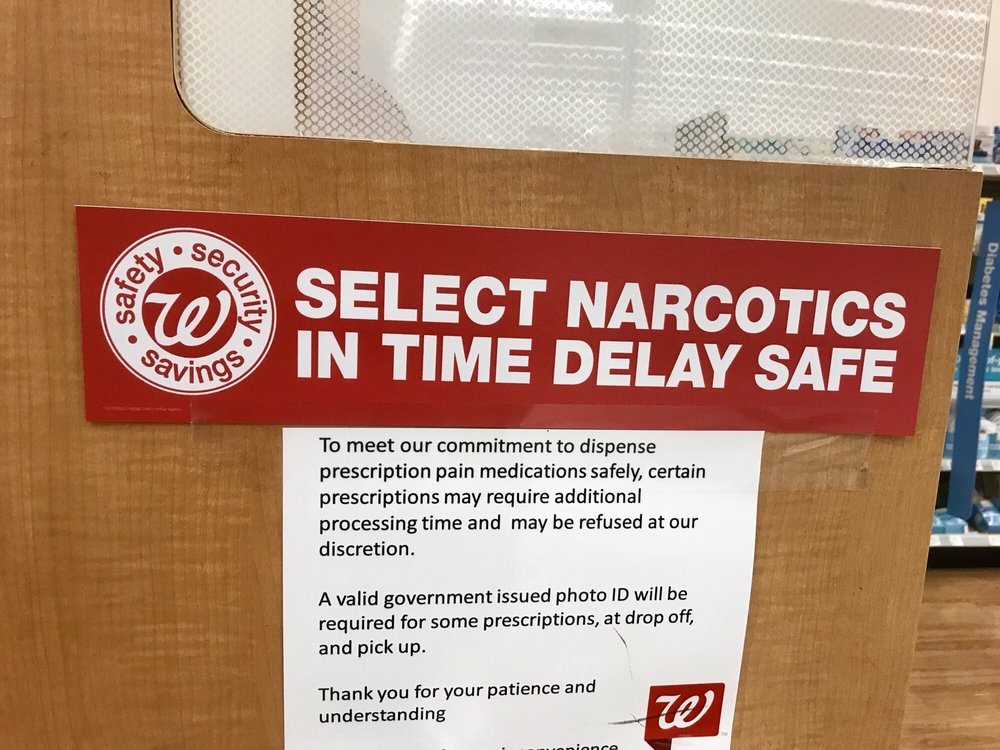 safety • security • savings •
W
SELECT NARCOTICS
IN TIME DELAY SAFE
To meet our commitment to dispense
prescription pain medications safely, certain
prescriptions may require additional
processing time and may be refused at our
discretion.
A valid government issued photo ID will be
required for some prescriptions, at drop off,
and pick up.
Thank you for your patience and
understanding
W
TM
inconvenience
Diabetes Management